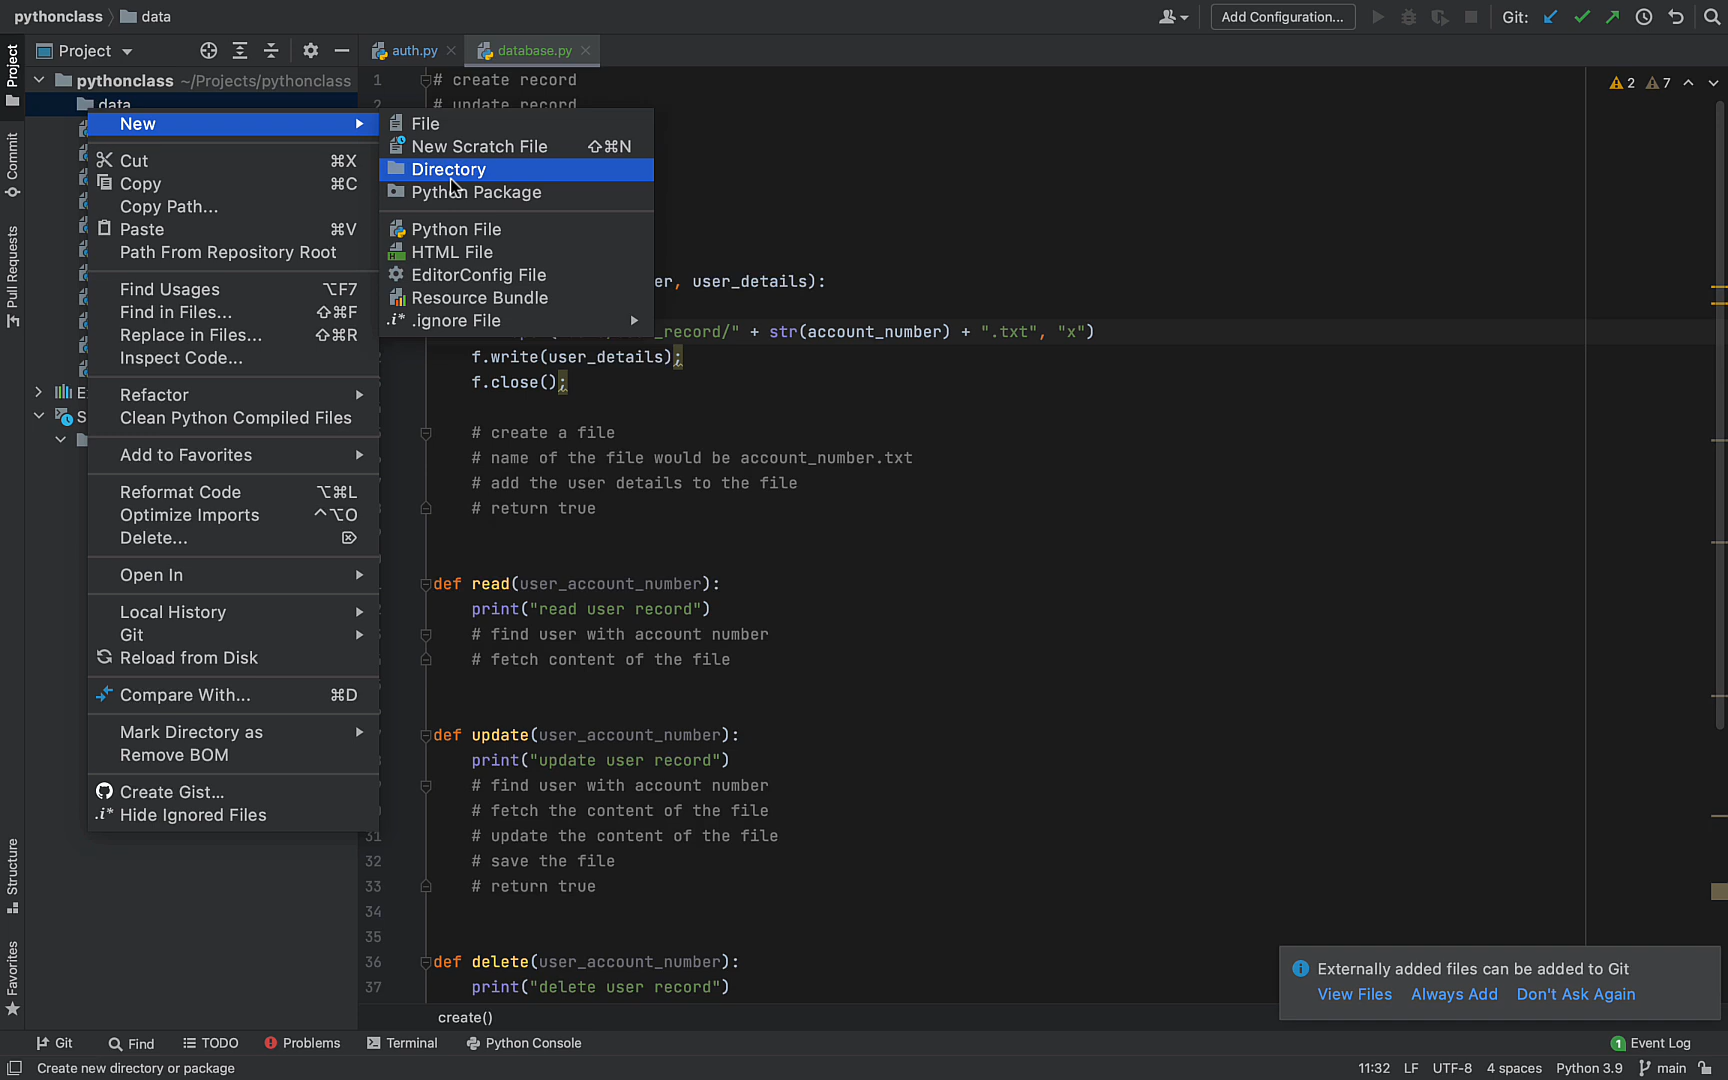 pythonclass data
Add Configuration...
Git:
Project
auth.py
database.py
Project
Commit
Pull Requests
Structure
Favorites
pythonclass ~/Projects/pythonclass
data
New
Cut ⌘X
Copy ⌘C
Copy Path...
Paste ⌘V
Path From Repository Root
Find Usages ⌥F7
Find in Files... ⇧⌘F
Replace in Files... ⇧⌘R
Inspect Code...
Refactor
Clean Python Compiled Files
Add to Favorites
Reformat Code ⌥⌘L
Optimize Imports ^⌥O
Delete... ⌦
Open In
Local History
Git
Reload from Disk
Compare With... ⌘D
Mark Directory as
Remove BOM
Create Gist...
.i* Hide Ignored Files
File
New Scratch File ⇧⌘N
Directory
Python Package
Python File
HTML File
EditorConfig File
Resource Bundle
.i* .ignore File
1 # create record
2 # update record
er, user_details):
_record/" + str(account_number) + ".txt", "x")
f.write(user_details);
f.close();
# create a file
# name of the file would be account_number.txt
# add the user details to the file
# return true
def read(user_account_number):
print("read user record")
# find user with account number
# fetch content of the file
def update(user_account_number):
print("update user record")
# find user with account number
# fetch the content of the file
31 # update the content of the file
32 # save the file
33 # return true
34
35
36 def delete(user_account_number):
37 print("delete user record")
create()
2 7
Externally added files can be added to Git
View Files Always Add Don't Ask Again
Git Find TODO Problems Terminal Python Console
1 Event Log
Create new directory or package
11:32 LF UTF-8 4 spaces Python 3.9 main